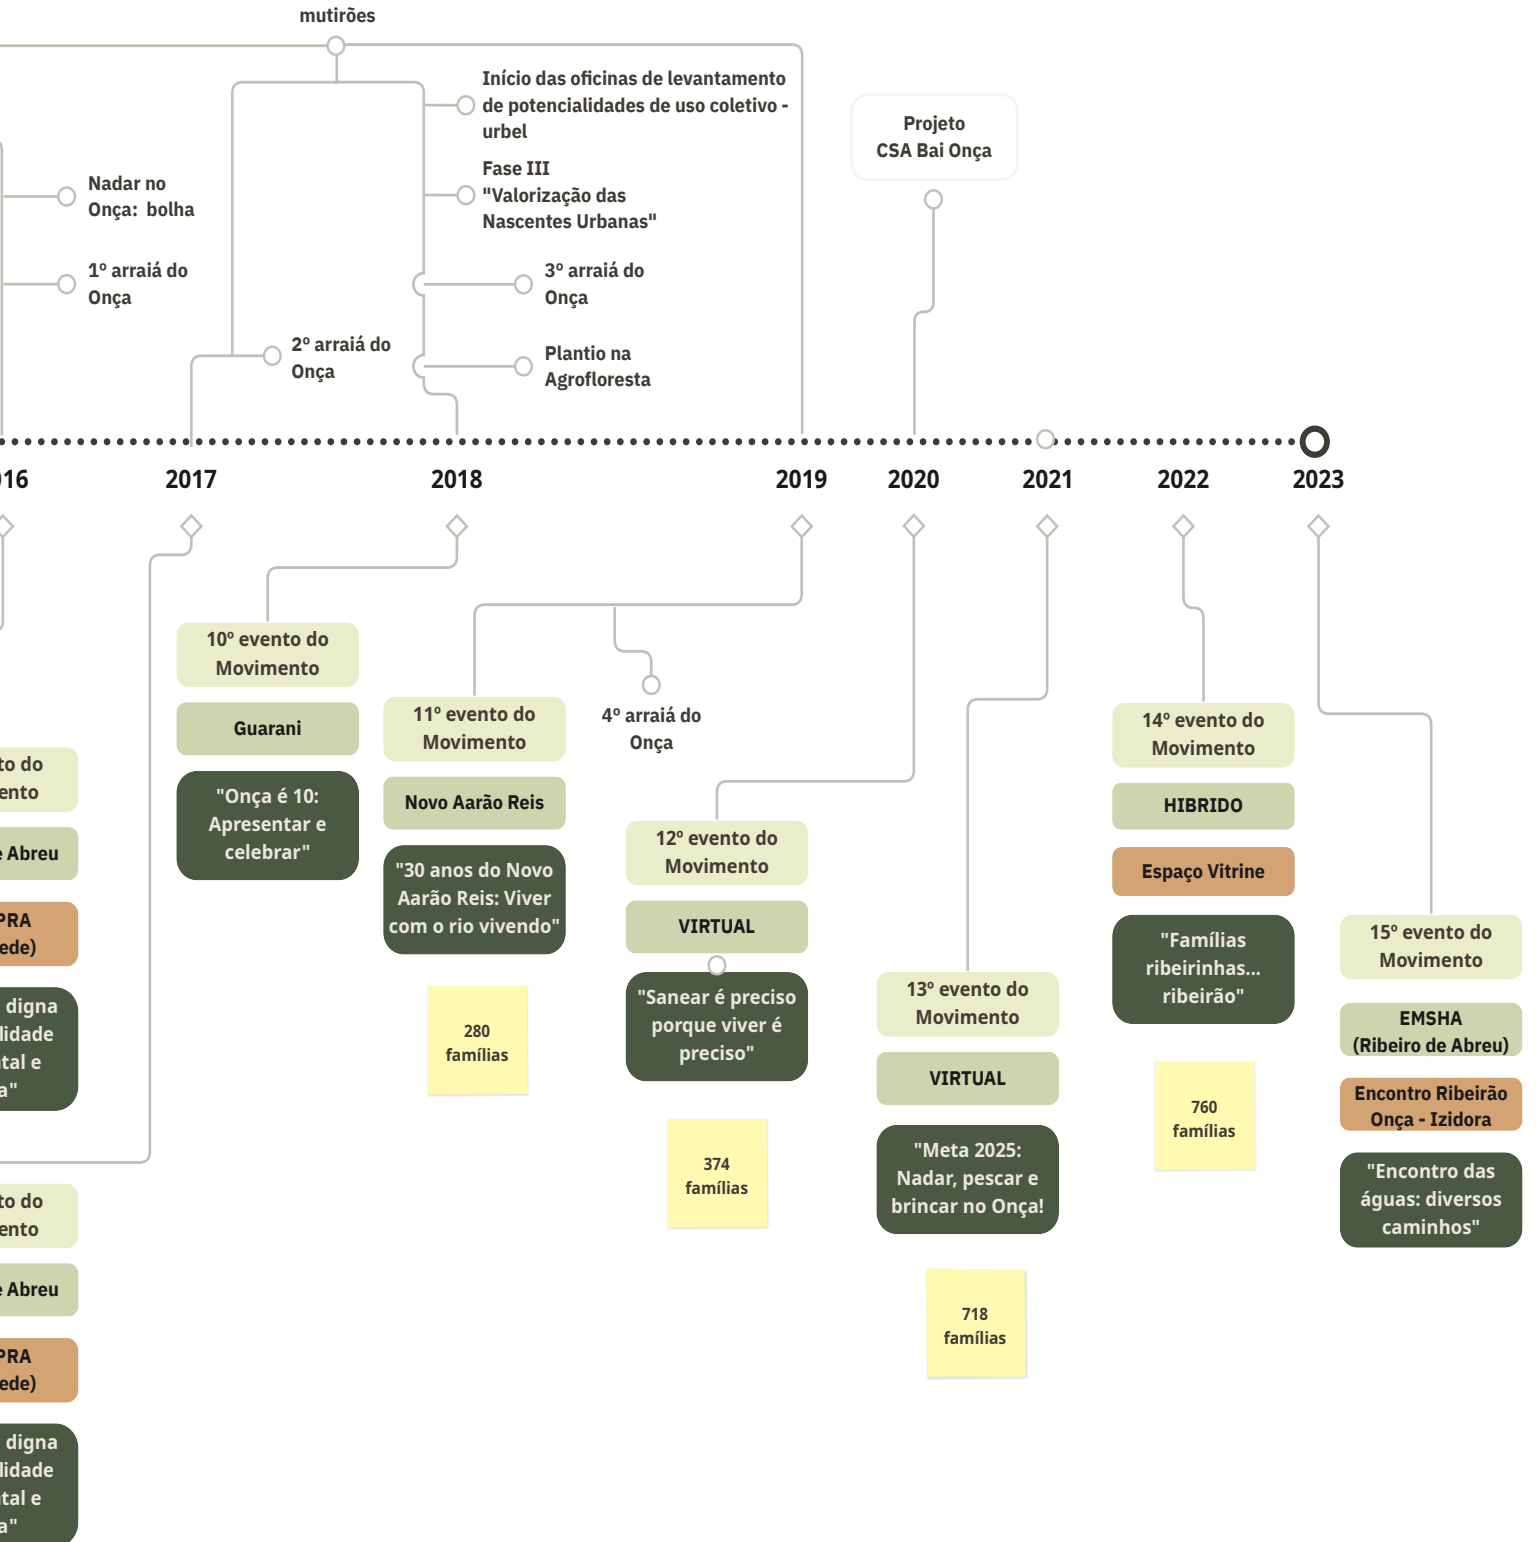 mutirões
Início das oficinas de levantamento
de potencialidades de uso coletivo -
urbel
Fase III
"Valorização das
Nascentes Urbanas"
Projeto
CSA Bai Onça
Nadar no
Onça: bolha
1º arraiá do
Onça
3º arraiá do
Onça
2º arraiá do
Onça
Plantio na
Agrofloresta
2017
2018
2019
2020
2021
2022
2023
10º evento do
Movimento
Guarani
"Onça é 10:
Apresentar e
celebrar"
11º evento do
Movimento
Novo Aarão Reis
"30 anos do Novo
Aarão Reis: Viver
com o rio vivendo"
280
famílias
4º arraiá do
Onça
12º evento do
Movimento
VIRTUAL
"Sanear é preciso
porque viver é
preciso"
374
famílias
13º evento do
Movimento
VIRTUAL
"Meta 2025:
Nadar, pescar e
brincar no Onça!
718
famílias
14º evento do
Movimento
HIBRIDO
Espaço Vitrine
"Famílias
ribeirinhas...
ribeirão"
760
famílias
15º evento do
Movimento
EMSHA
(Ribeiro de Abreu)
Encontro Ribeirão
Onça - Izidora
"Encontro das
águas: diversos
caminhos"
do
Abreu
digna
e
do
Abreu
digna
e